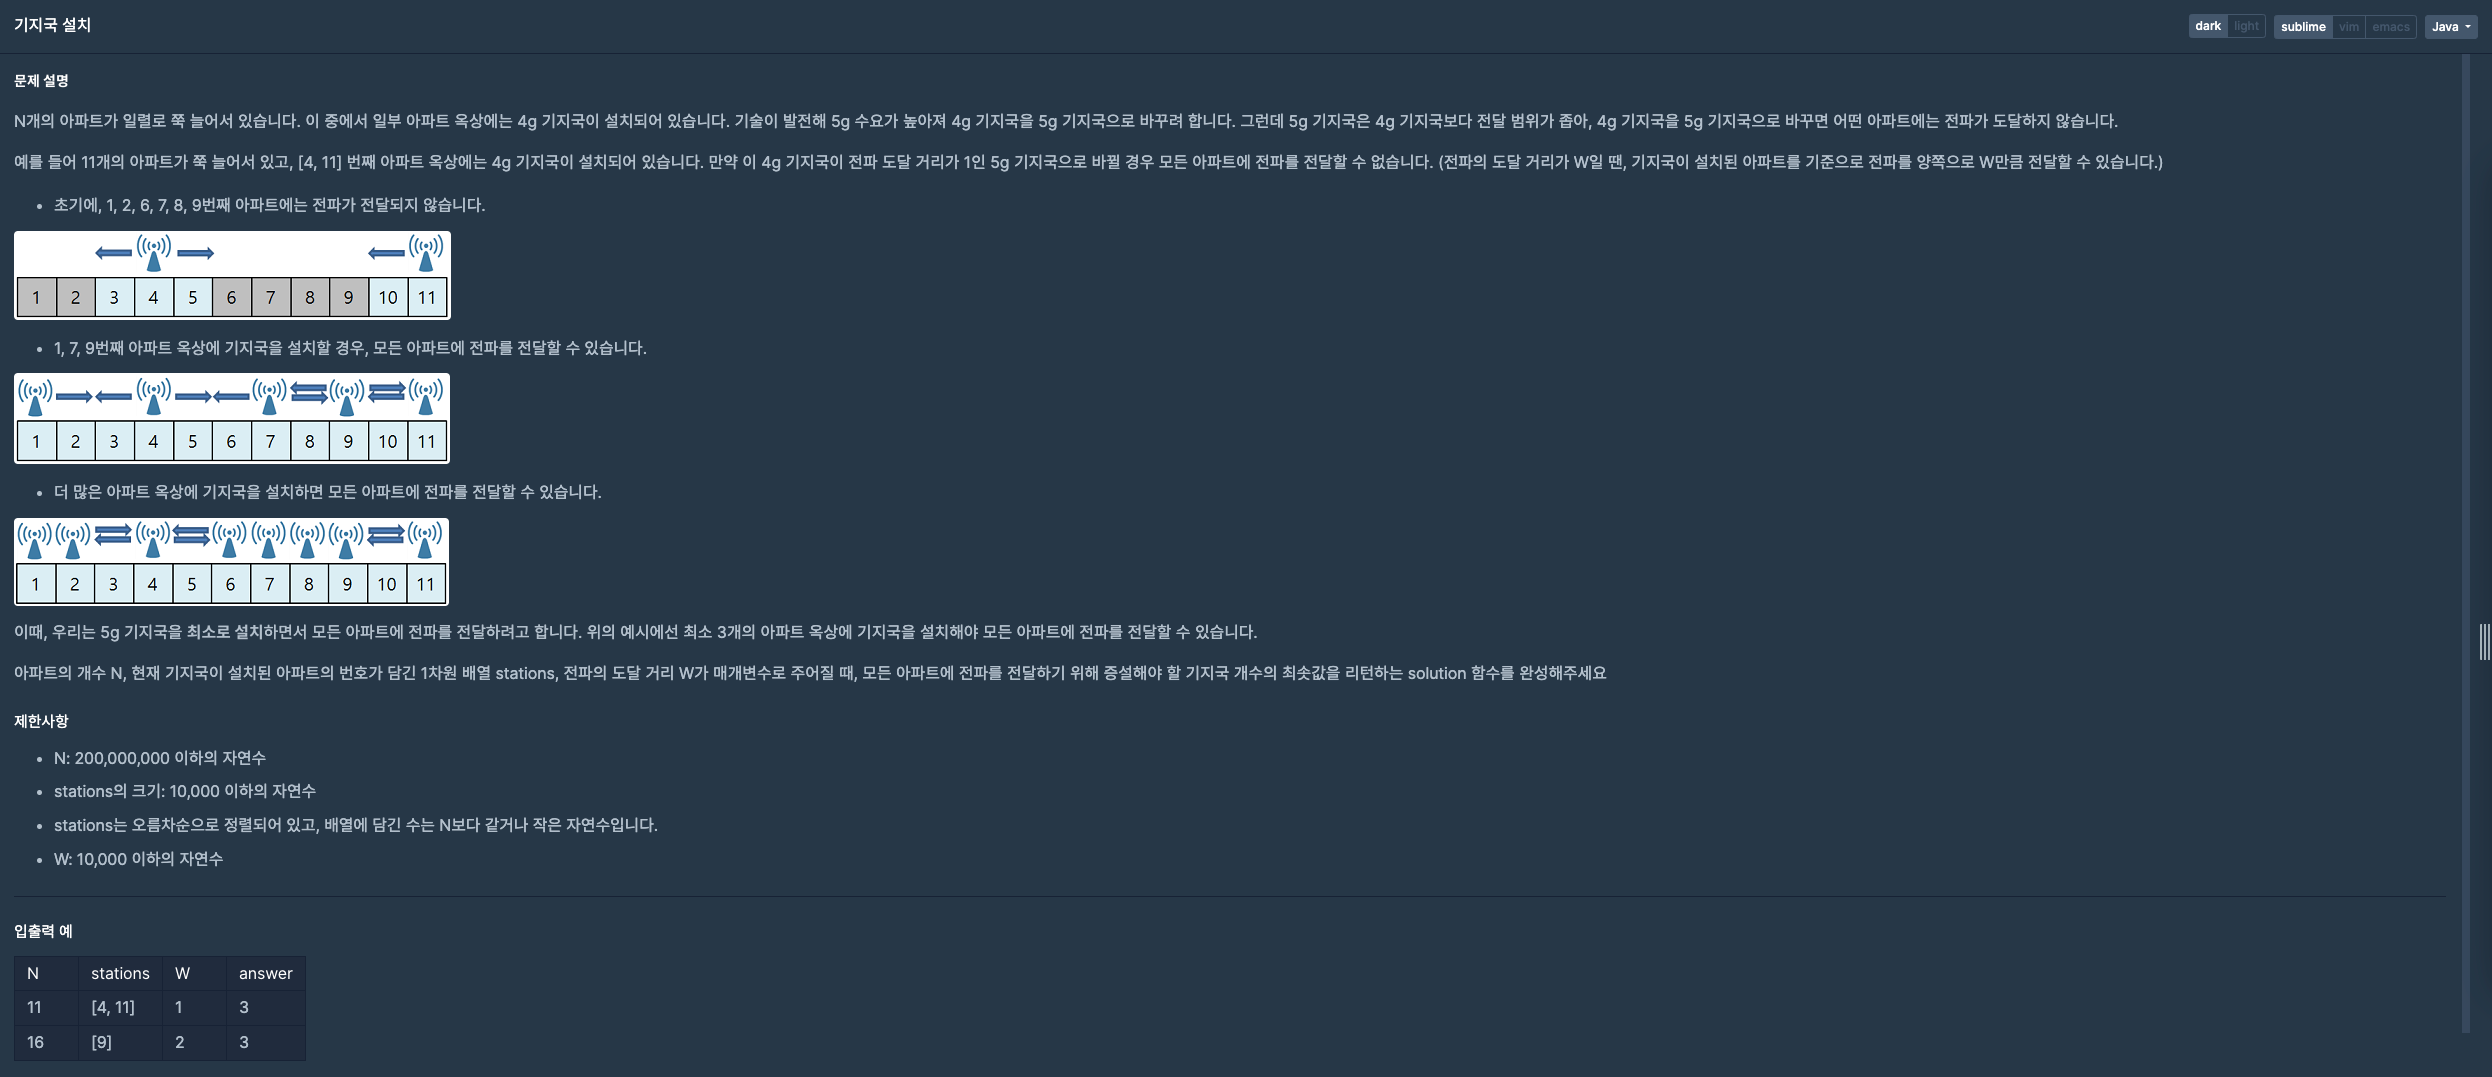 기지국 설치
dark light sublime vim emacs Java
문제 설명
N개의 아파트가 일렬로 쭉 늘어서 있습니다. 이 중에서 일부 아파트 옥상에는 4g 기지국이 설치되어 있습니다. 기술이 발전해 5g 수요가 높아져 4g 기지국을 5g 기지국으로 바꾸려 합니다. 그런데 5g 기지국은 4g 기지국보다 전달 범위가 좁아, 4g 기지국을 5g 기지국으로 바꾸면 어떤 아파트에는 전파가 도달하지 않습니다.
예를 들어 11개의 아파트가 쭉 늘어서 있고, [4, 11] 번째 아파트 옥상에는 4g 기지국이 설치되어 있습니다. 만약 이 4g 기지국이 전파 도달 거리가 1인 5g 기지국으로 바뀔 경우 모든 아파트에 전파를 전달할 수 없습니다. (전파의 도달 거리가 W일 땐, 기지국이 설치된 아파트를 기준으로 전파를 양쪽으로 W만큼 전달할 수 있습니다.)
• 초기에, 1, 2, 6, 7, 8, 9번째 아파트에는 전파가 전달되지 않습니다.
1 2 3 4 5 6 7 8 9 10 11
• 1, 7, 9번째 아파트 옥상에 기지국을 설치할 경우, 모든 아파트에 전파를 전달할 수 있습니다.
1 2 3 4 5 6 7 8 9 10 11
• 더 많은 아파트 옥상에 기지국을 설치하면 모든 아파트에 전파를 전달할 수 있습니다.
1 2 3 4 5 6 7 8 9 10 11
이때, 우리는 5g 기지국을 최소로 설치하면서 모든 아파트에 전파를 전달하려고 합니다. 위의 예시에선 최소 3개의 아파트 옥상에 기지국을 설치해야 모든 아파트에 전파를 전달할 수 있습니다.
아파트의 개수 N, 현재 기지국이 설치된 아파트의 번호가 담긴 1차원 배열 stations, 전파의 도달 거리 W가 매개변수로 주어질 때, 모든 아파트에 전파를 전달하기 위해 증설해야 할 기지국 개수의 최솟값을 리턴하는 solution 함수를 완성해주세요
제한사항
• N: 200,000,000 이하의 자연수
• stations의 크기: 10,000 이하의 자연수
• stations는 오름차순으로 정렬되어 있고, 배열에 담긴 수는 N보다 같거나 작은 자연수입니다.
• W: 10,000 이하의 자연수
입출력 예
N stations W answer
11 [4, 11] 1 3
16 [9] 2 3